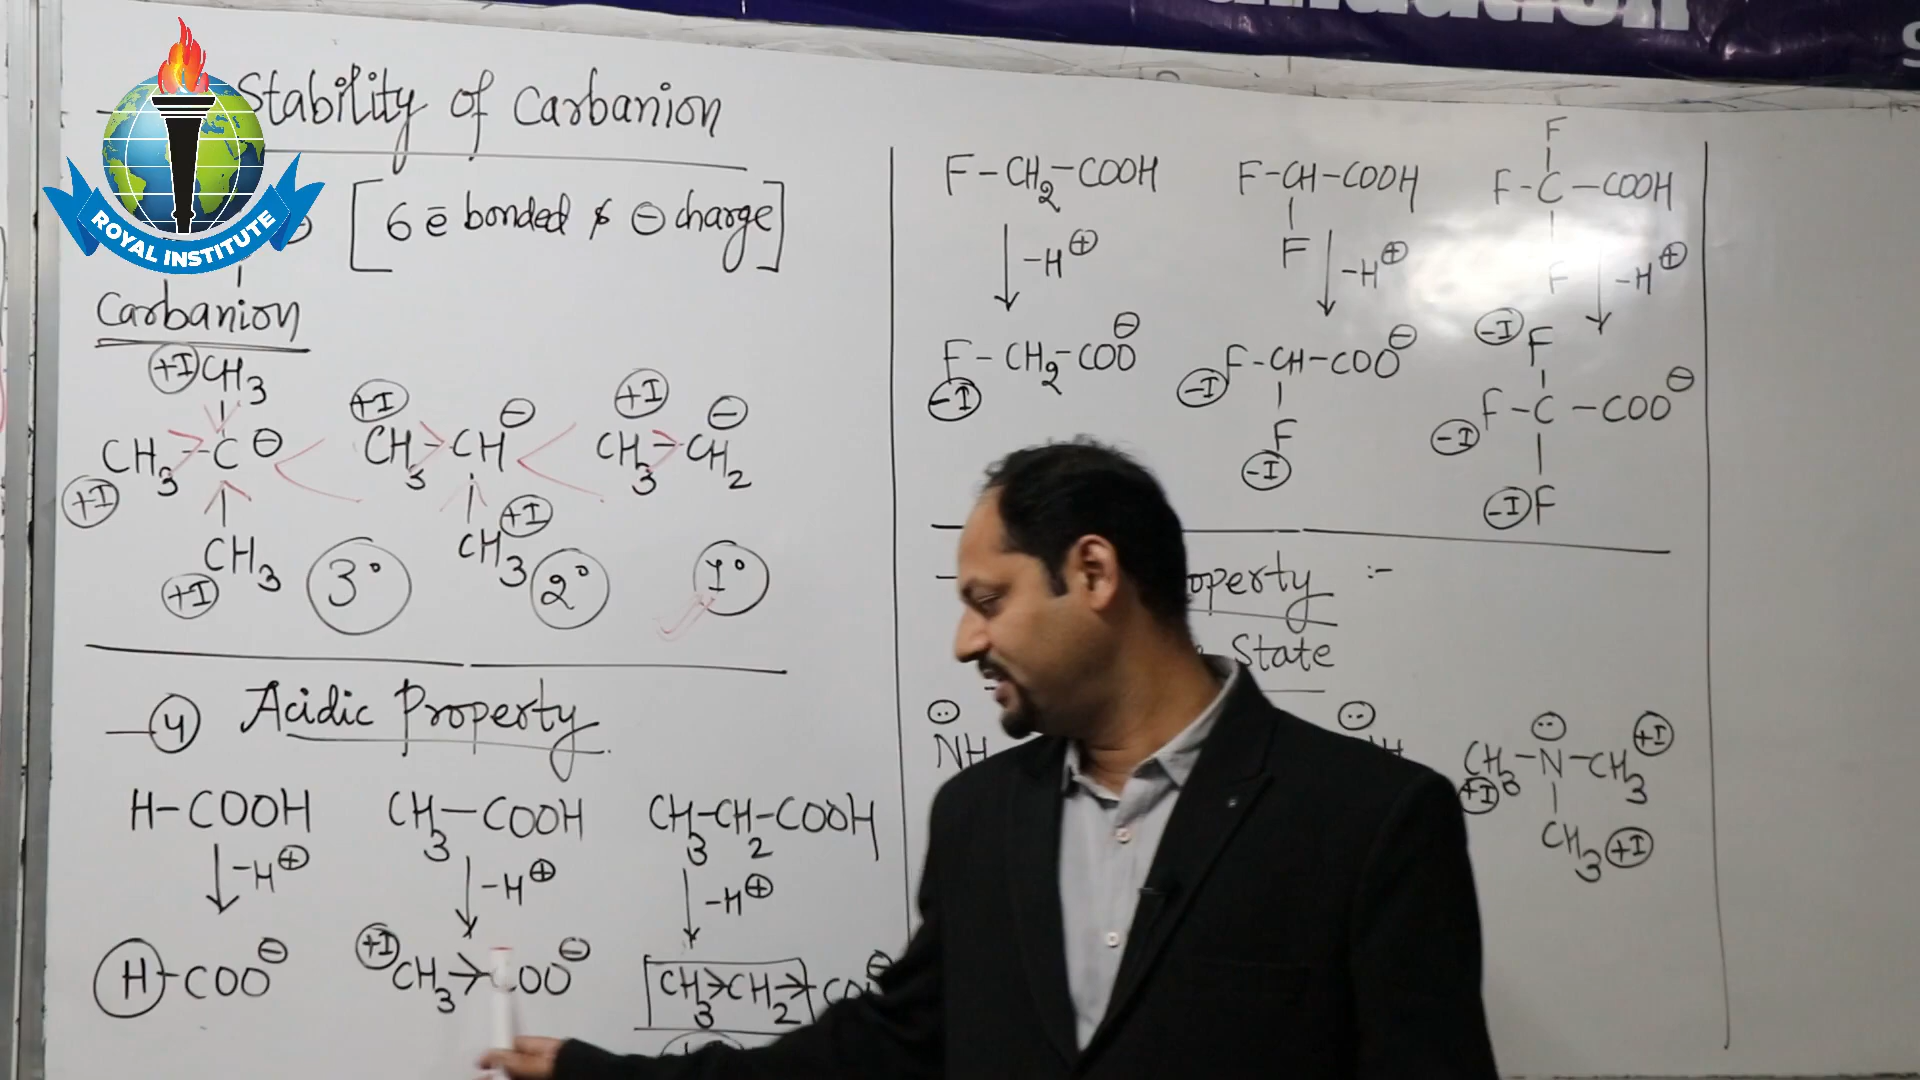 Stability of Carbanion
[6 ē bonded & ⊖ charge]
ROYAL INSTITUTE
Carbanion
+I CH3
CH3-C⊖
+I
CH3
+I
3°
+I
CH3-CH⊖
CH3 +I
2°
+I
CH3-CH2⊖
1°
4 Acidic Property
H-COOH
↓ -H⊕
H-COO⊖
CH3-COOH
↓ -H⊕
+I CH3→COO⊖
CH3-CH2-COOH
↓ -H⊕
CH3→CH2→CO
F-CH2-COOH
↓ -H⊕
F-CH2-COO⊖
-I
F-CH-COOH
F
↓ -H⊕
-I F-CH-COO⊖
F
-I
F
F-C-COOH
F
↓ -H⊕
-I F
-I F-C-COO⊖
-I F
operty :-
State
NH
CH3-N-CH3 +I
+I
CH3 +I